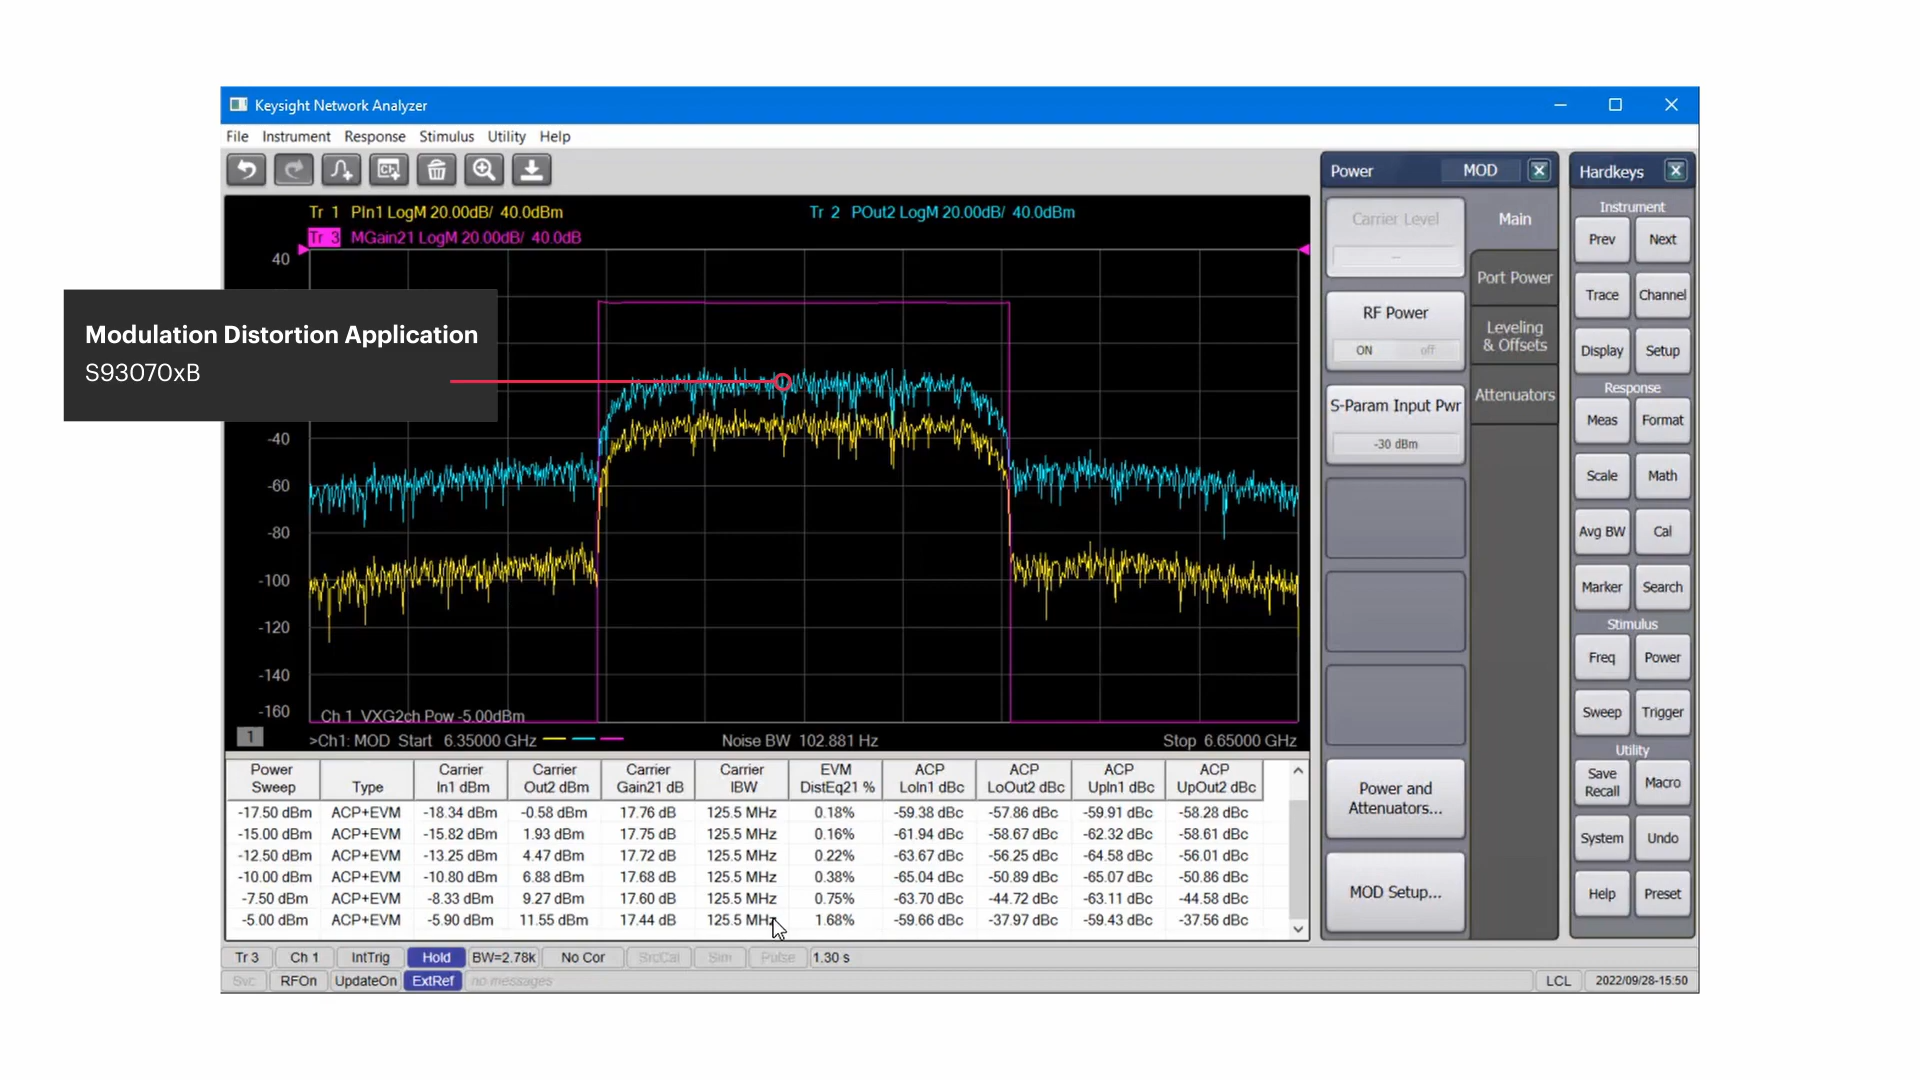 Keysight Network Analyzer
File Instrument Response Stimulus Utility Help
Tr 1 PIn1 LogM 20.00dB/ 40.0dBm
Tr 2 POut2 LogM 20.00dB/ 40.0dBm
Tr 3 MGain21 LogM 20.00dB/ 40.0dB
40
Modulation Distortion Application
S93070xB
-40
-60
-80
-100
-120
-140
-160
Ch 1 VXG2ch Pow -5.00dBm
1
>Ch1: MOD Start 6.35000 GHz
Noise BW 102.881 Hz
Stop 6.65000 GHz
Power Sweep Type Carrier In1 dBm Carrier Out2 dBm Carrier Gain21 dB Carrier IBW EVM DistEq21 % ACP LoIn1 dBc ACP LoOut2 dBc ACP UpIn1 dBc ACP UpOut2 dBc
-17.50 dBm ACP+EVM -18.34 dBm -0.58 dBm 17.76 dB 125.5 MHz 0.18% -59.38 dBc -57.86 dBc -59.91 dBc -58.28 dBc
-15.00 dBm ACP+EVM -15.82 dBm 1.93 dBm 17.75 dB 125.5 MHz 0.16% -61.94 dBc -58.67 dBc -62.32 dBc -58.61 dBc
-12.50 dBm ACP+EVM -13.25 dBm 4.47 dBm 17.72 dB 125.5 MHz 0.22% -63.67 dBc -56.25 dBc -64.58 dBc -56.01 dBc
-10.00 dBm ACP+EVM -10.80 dBm 6.88 dBm 17.68 dB 125.5 MHz 0.38% -65.04 dBc -50.89 dBc -65.07 dBc -50.86 dBc
-7.50 dBm ACP+EVM -8.33 dBm 9.27 dBm 17.60 dB 125.5 MHz 0.75% -63.70 dBc -44.72 dBc -63.11 dBc -44.58 dBc
-5.00 dBm ACP+EVM -5.90 dBm 11.55 dBm 17.44 dB 125.5 MHz 1.68% -59.66 dBc -37.97 dBc -59.43 dBc -37.56 dBc
Power MOD
Carrier Level
--
RF Power
ON off
S-Param Input Pwr
-30 dBm
Power and
Attenuators...
MOD Setup...
Main
Port Power
Leveling
& Offsets
Attenuators
Hardkeys
Instrument
Prev Next
Trace Channel
Display Setup
Response
Meas Format
Scale Math
Avg BW Cal
Marker Search
Stimulus
Freq Power
Sweep Trigger
Utility
Save Recall Macro
System Undo
Help Preset
Tr 3 Ch 1 IntTrig Hold BW=2.78k No Cor SrcCal Sim Pulse 1.30 s
Svc RFOn UpdateOn ExtRef no messages LCL 2022/09/28-15:50